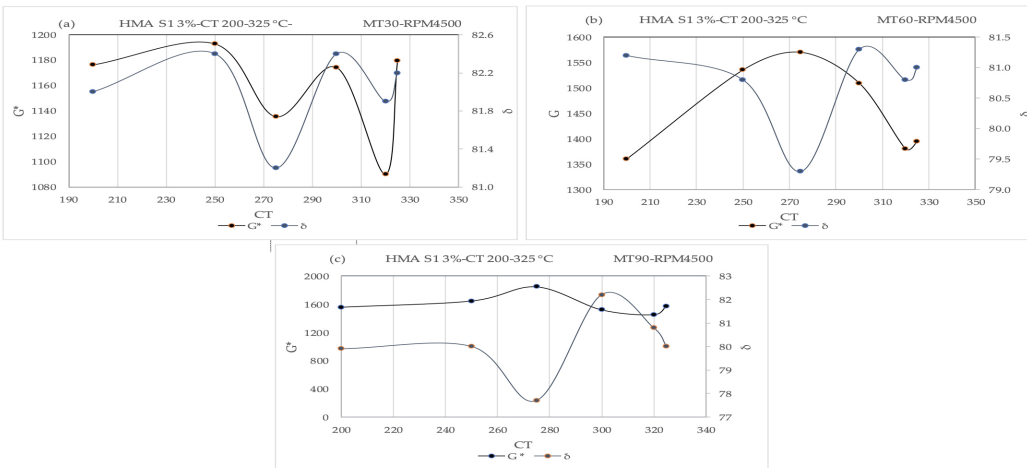 (a) HMA S1 3%-CT 200-325 °C- MT30-RPM4500
1200
1180
1160
1140
1120
1100
1080
G*
82.6
82.2
81.8
81.4
81.0
δ
190 210 230 250 270 290 310 330 350
CT
G* δ
(b) HMA S1 3%-CT 200-325 °C MT60-RPM4500
1600
1550
1500
1450
1400
1350
1300
G
81.5
81.0
80.5
80.0
79.5
79.0
δ
190 210 230 250 270 290 310 330 350
CT
G* δ
(c) HMA S1 3%-CT 200-325 °C MT90-RPM4500
2000
1600
1200
800
400
0
G*
83
82
81
80
79
78
77
δ
200 220 240 260 280 300 320 340
CT
G * δ